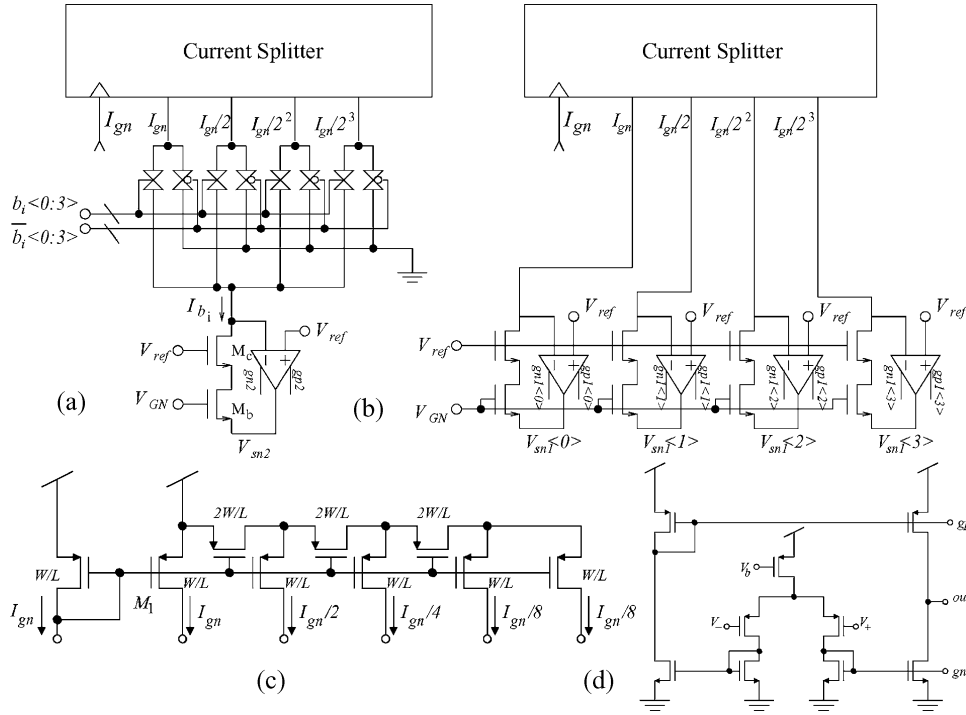 Current Splitter
I_gn I_gn I_gn/2 I_gn/2^2 I_gn/2^3
b_i<0:3>
b̅_i<0:3>
I_b_i
V_ref
V_ref M_c
gn2 − + gp2
V_GN M_b
V_sn2
(a)
Current Splitter
I_gn I_gn I_gn/2 I_gn/2^2 I_gn/2^3
V_ref V_ref V_ref V_ref
V_ref
gn1<0> − + gp1<0> gn1<1> − + gp1<1> gn1<2> − + gp1<2> gn1<3> − + gp1<3>
V_GN
V_sn1<0> V_sn1<1> V_sn1<2> V_sn1<3>
(b)
2W/L 2W/L 2W/L
W/L M_1 W/L W/L W/L W/L W/L
I_gn I_gn I_gn/2 I_gn/4 I_gn/8 I_gn/8
(c)
V_b
V_− V_+
gn
(d)